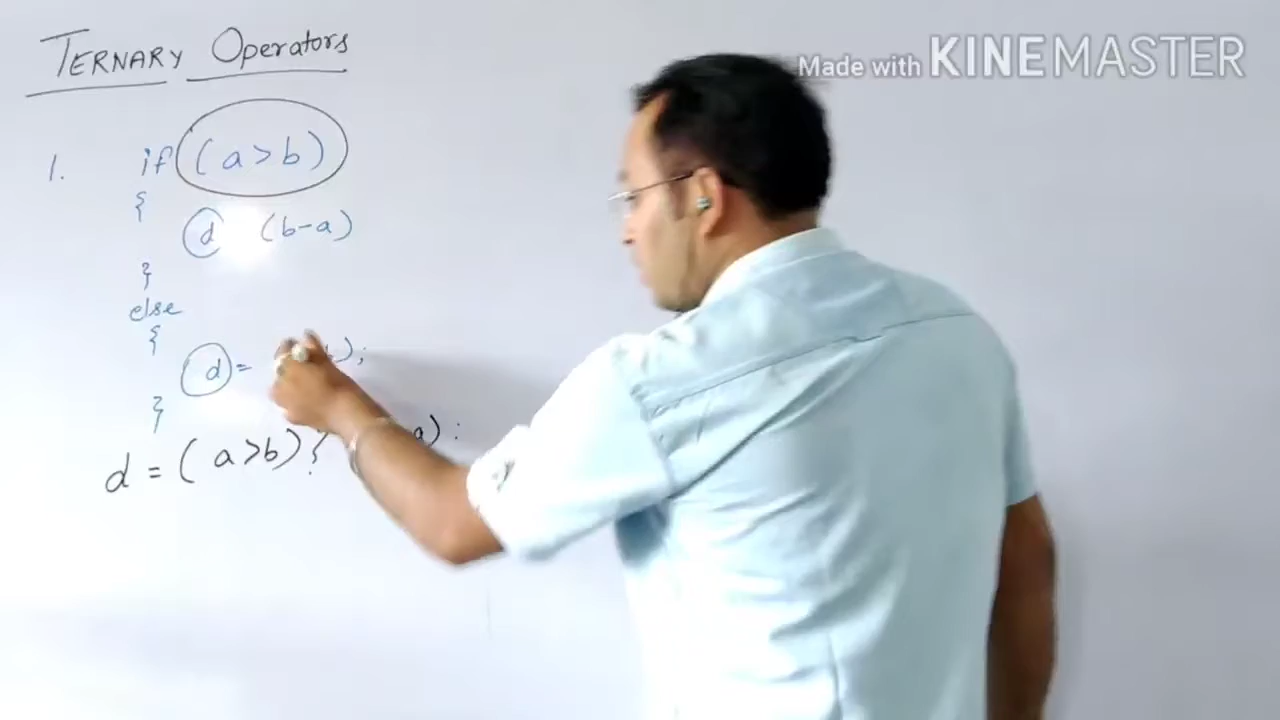 TERNARY Operators
Made with KINEMASTER
1. if (a>b)
{
d (b-a)
}
else
{
d = );
}
d = (a>b)? a) :